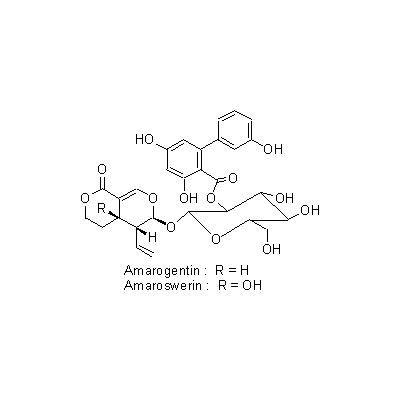 HO
OH
OH
O
O
OH
O
O
O
R
H
O
O
OH
OH
Amarogentin : R = H
Amaroswerin : R = OH